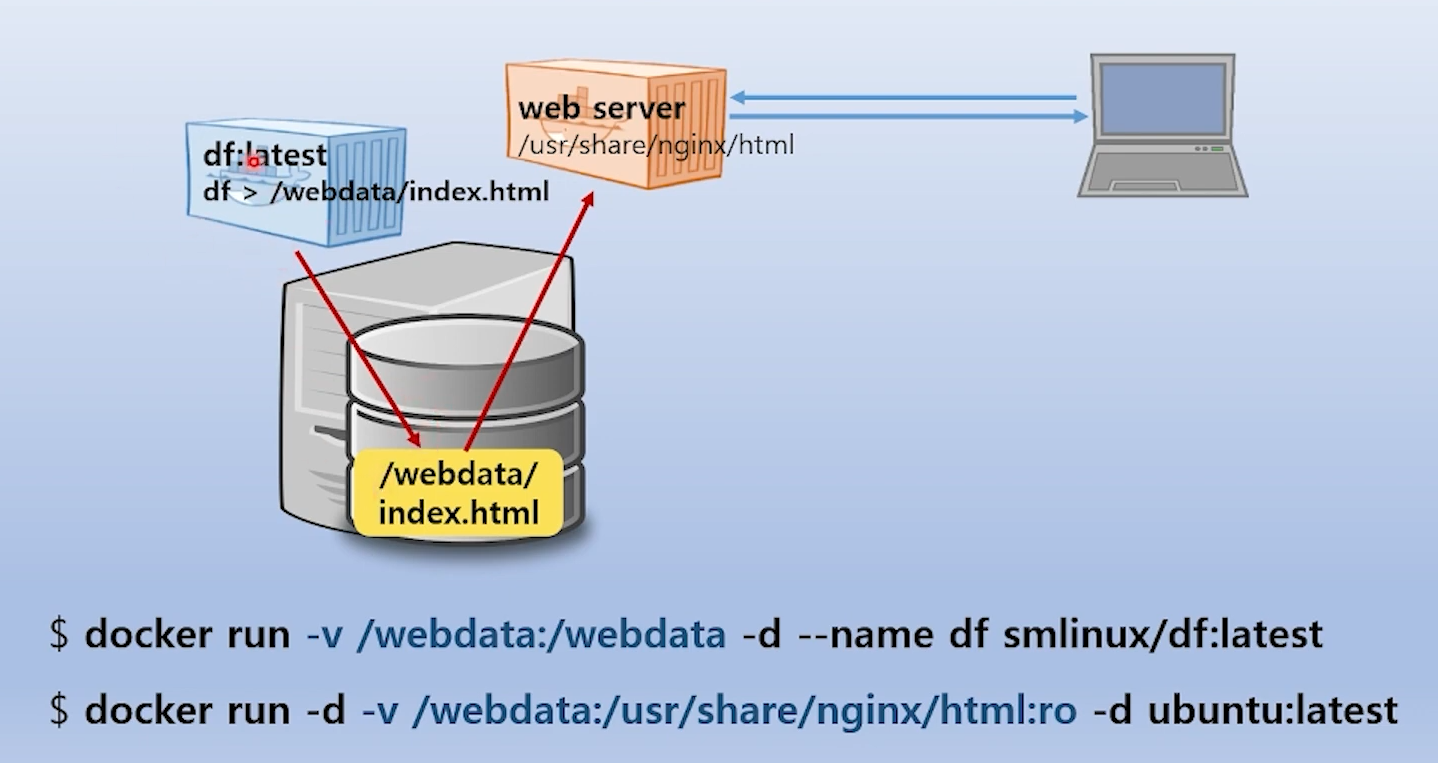 web server
/usr/share/nginx/html
df:latest
df > /webdata/index.html
/webdata/
index.html
$ docker run -v /webdata:/webdata -d --name df smlinux/df:latest
$ docker run -d -v /webdata:/usr/share/nginx/html:ro -d ubuntu:latest